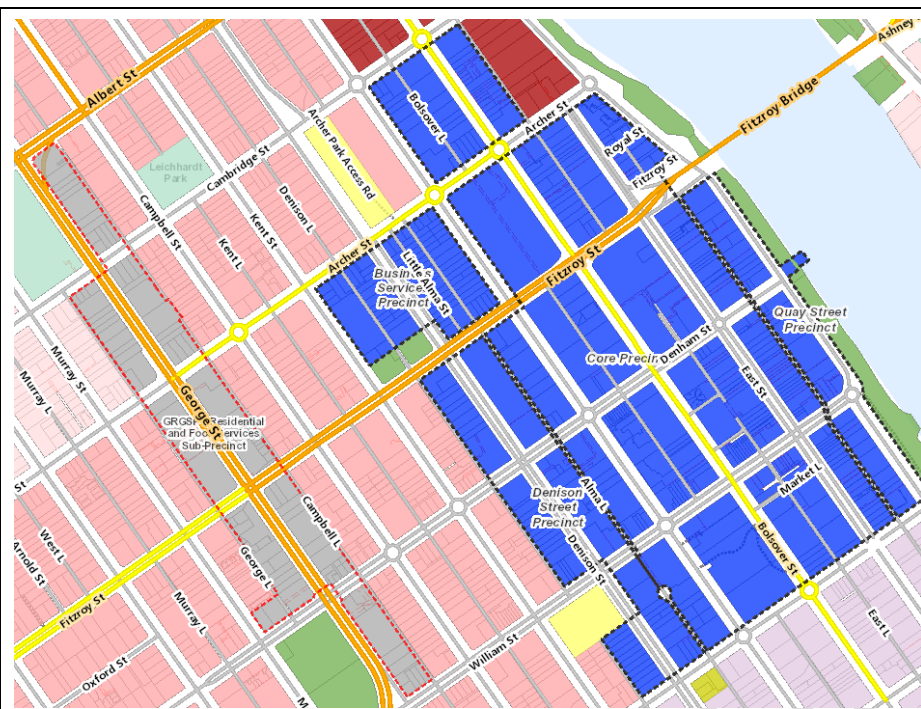 Ashney
Albert St
Bolsover L
Fitzroy Bridge
Archer St
Royal St
Archer Park Access Rd
Leichhardt
Park
Cambridge St
Fitzroy St
Denison L
Campbell St
Kent St
Kent L
Archer St
Little Alma St
Business
Services
Precinct
Fitzroy St
Quay Street
Precinct
Denham St
Core Precin
East St
Murray St
Murray L
George St
Residential
and Food Services
Sub-Precinct
St
Market L
Denison
Street
Precinct
Alma L
Campbell L
West L
Arnold St
Bolsover St
Denison St
George L
Fitzroy St
Murray L
East L
William St
Oxford St
M